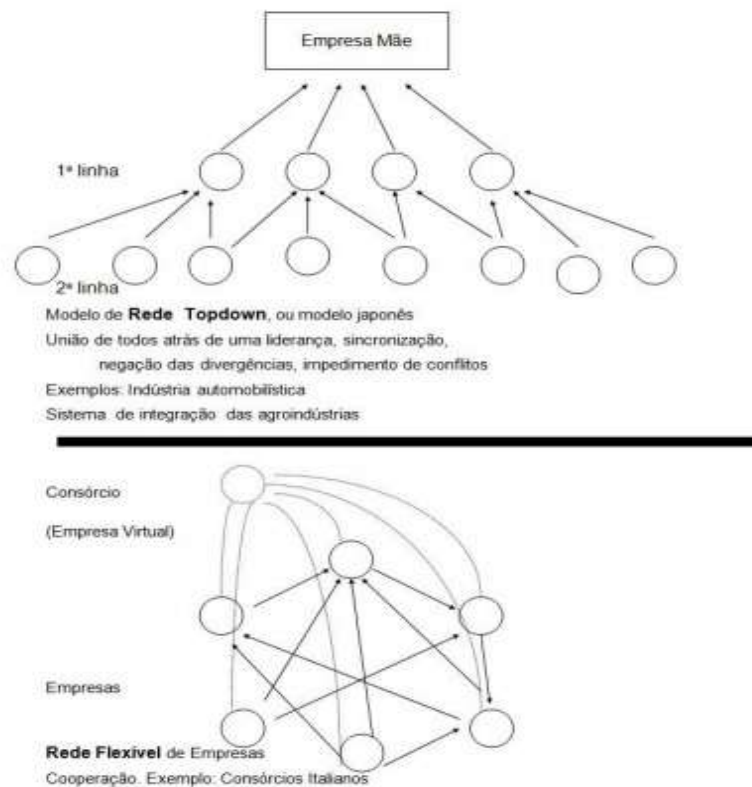 Empresa Mãe
1ª linha
2ª linha
Modelo de Rede Topdown, ou modelo japonês
União de todos atrás de uma liderança, sincronização,
negação das divergências, impedimento de conflitos
Exemplos: Indústria automobilística
Sistema de integração das agroindústrias
Consórcio
(Empresa Virtual)
Empresas
Rede Flexível de Empresas
Cooperação. Exemplo: Consórcios Italianos